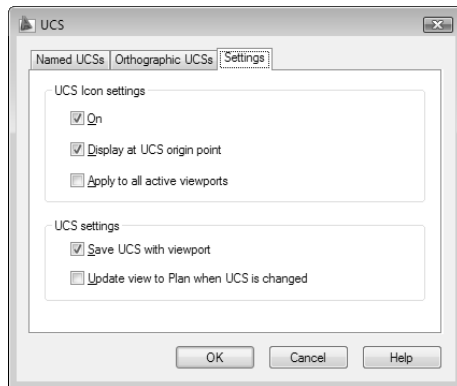 UCS
Named UCSs Orthographic UCSs Settings
UCS Icon settings
On
Display at UCS origin point
Apply to all active viewports
UCS settings
Save UCS with viewport
Update view to Plan when UCS is changed
OK Cancel Help